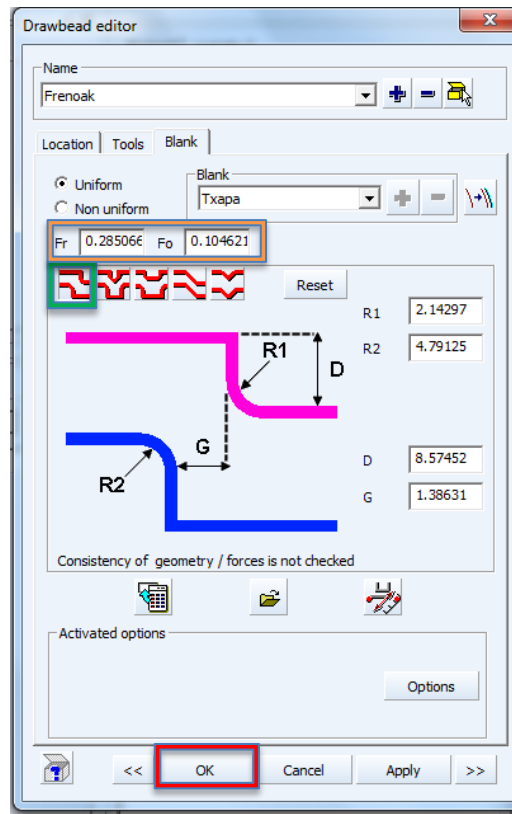 Drawbead editor
Name
Frenoak
Location Tools Blank
Uniform
Non uniform
Blank
Txapa
Fr 0.285066 Fo 0.104621
Reset
R1 2.14297
R2 4.79125
R1
D
G
R2
D 8.57452
G 1.38631
Consistency of geometry / forces is not checked
Activated options
Options
<< OK Cancel Apply >>